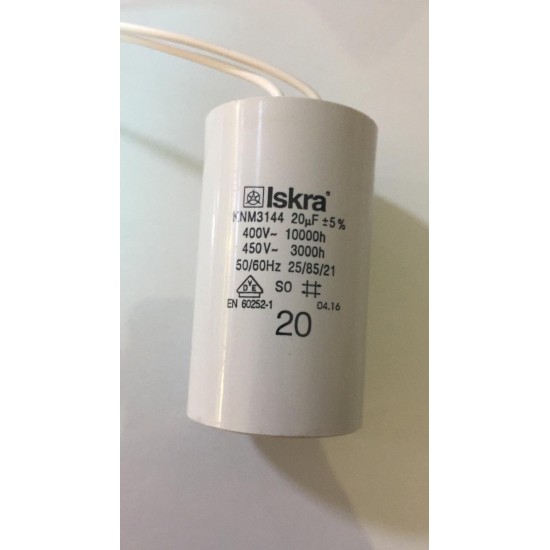 Iskra®
KNM3144 20µF ±5%
400V~ 10000h
450V~ 3000h
50/60Hz 25/85/21
DVE SO
EN 60252-1 04.16
20